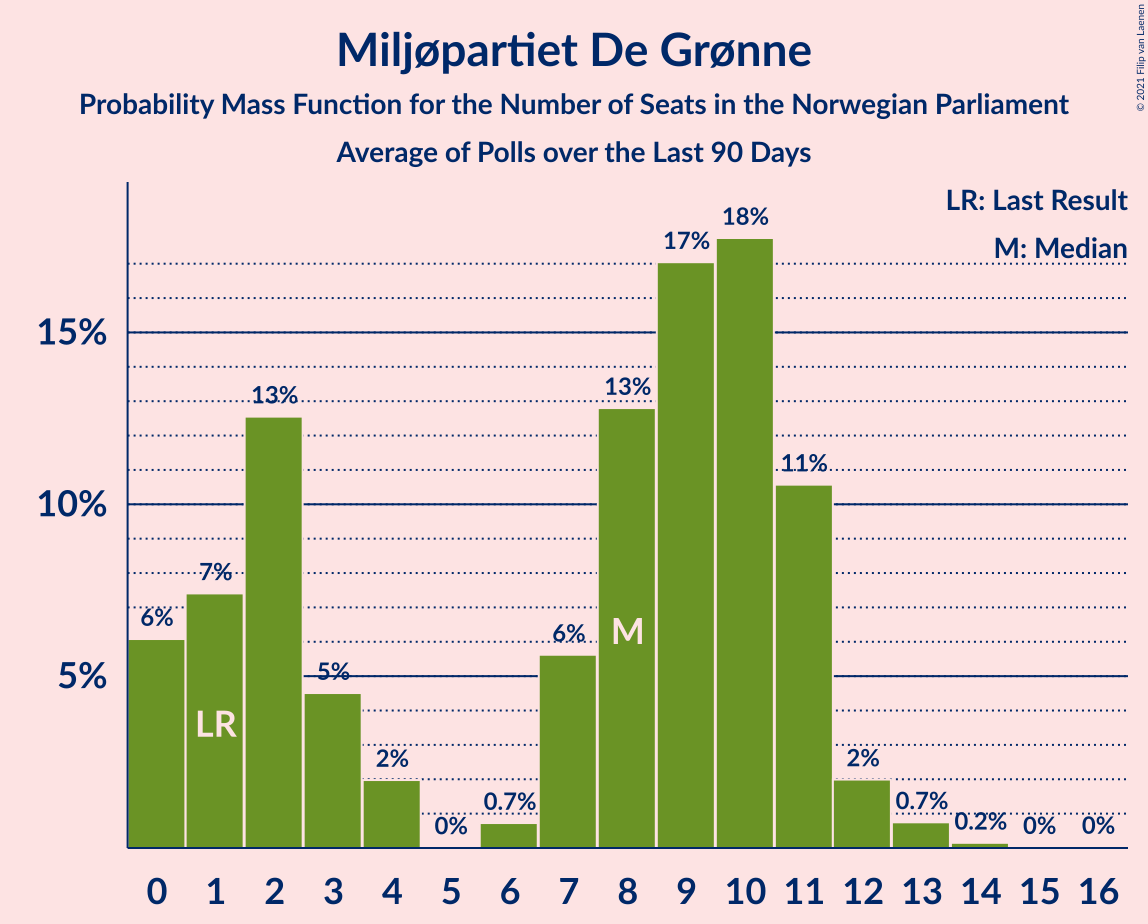 Miljøpartiet De Grønne
Probability Mass Function for the Number of Seats in the Norwegian Parliament
Average of Polls over the Last 90 Days
© 2021 Filip van Laenen
LR: Last Result
M: Median
15%
10%
5%
6%
7%
13%
5%
2%
0%
0.7%
6%
13%
17%
18%
11%
2%
0.7%
0.2%
0%
0%
LR
M
0 1 2 3 4 5 6 7 8 9 10 11 12 13 14 15 16